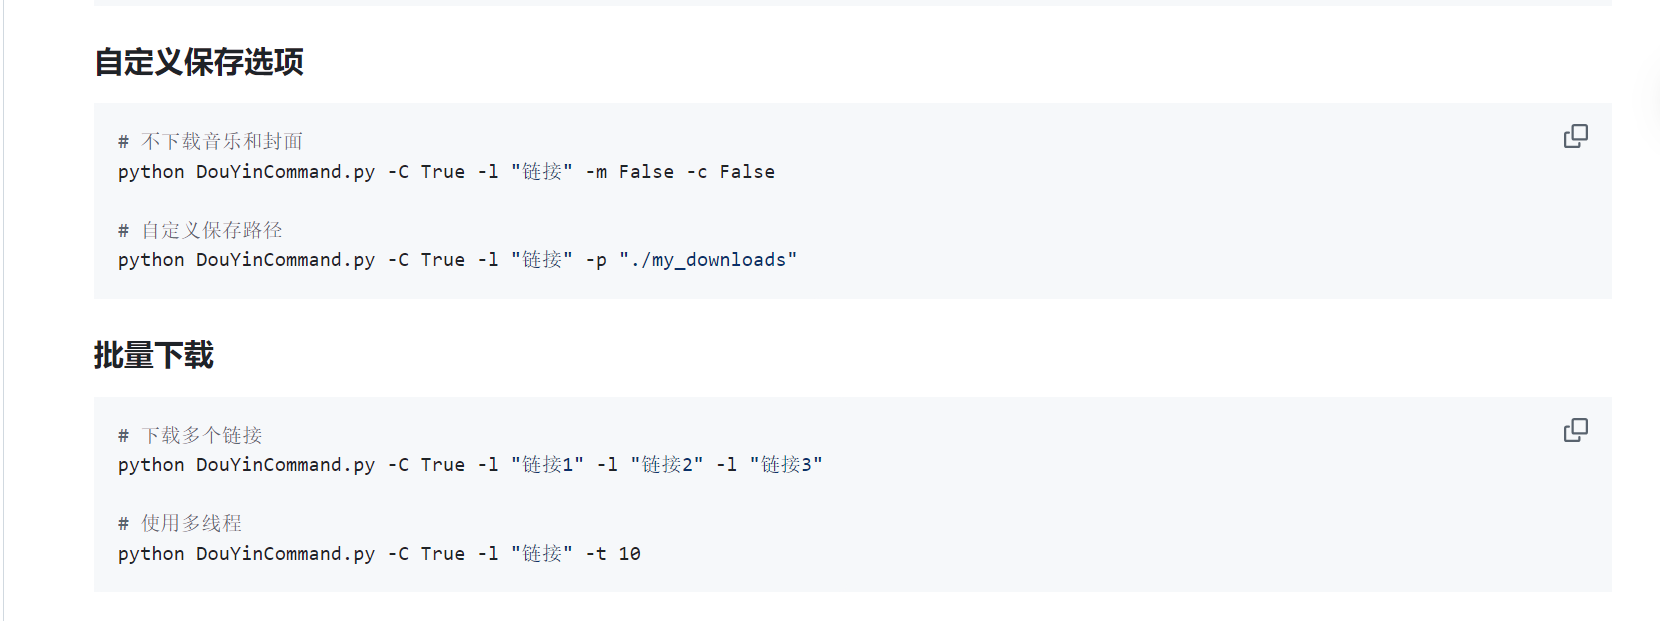 自定义保存选项
# 不下载音乐和封面
python DouYinCommand.py -C True -l "链接" -m False -c False
# 自定义保存路径
python DouYinCommand.py -C True -l "链接" -p "./my_downloads"
批量下载
# 下载多个链接
python DouYinCommand.py -C True -l "链接1" -l "链接2" -l "链接3"
# 使用多线程
python DouYinCommand.py -C True -l "链接" -t 10